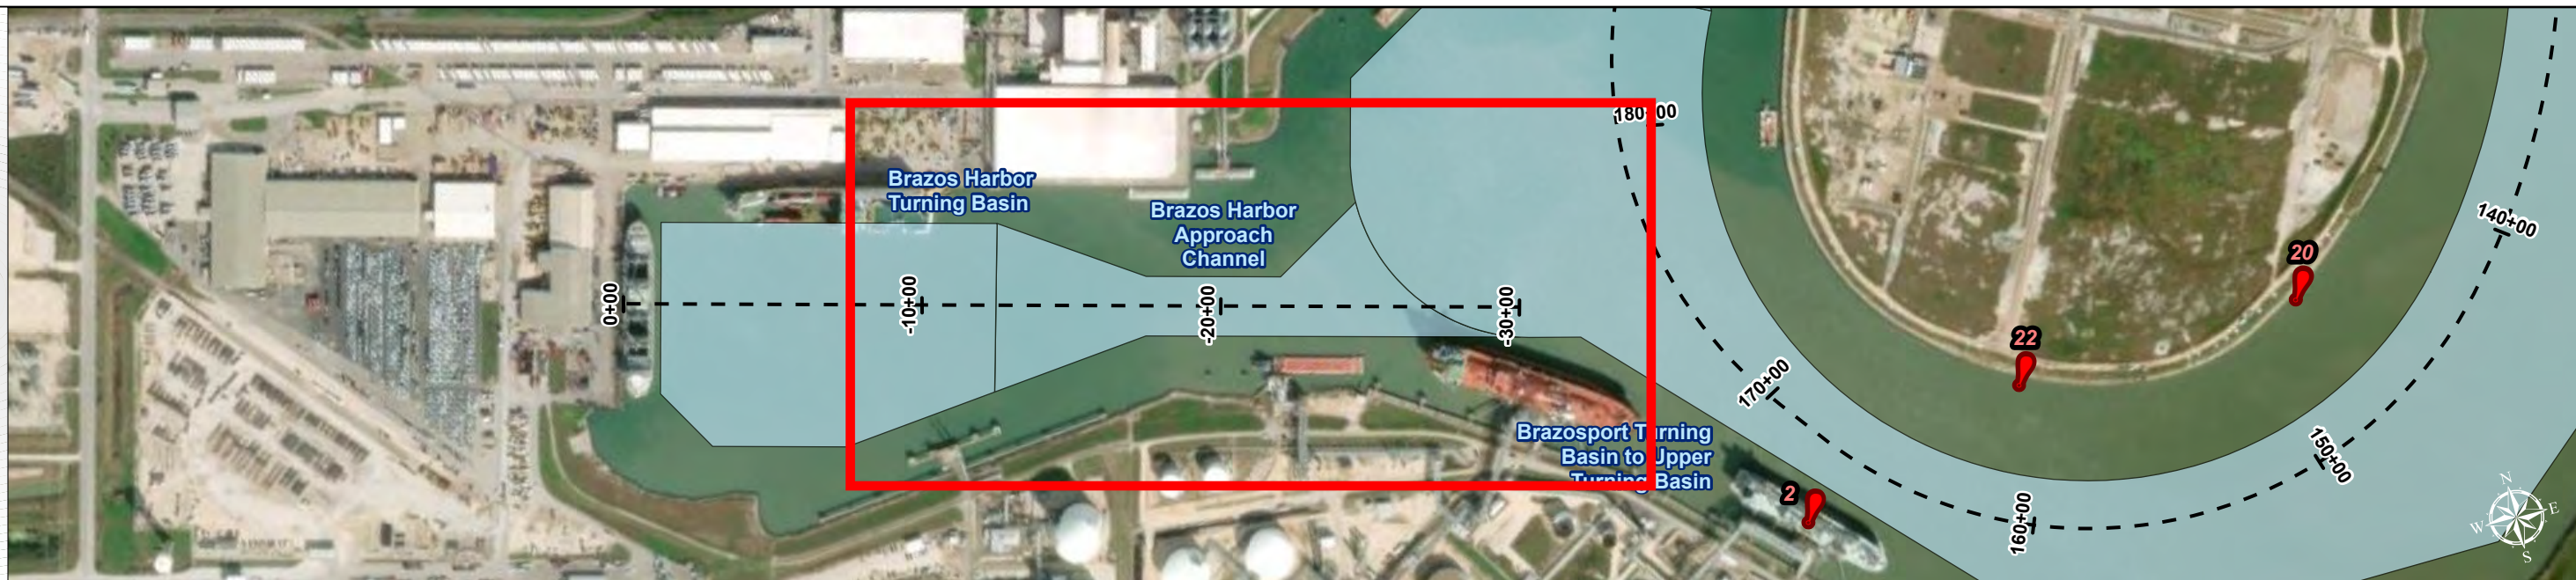 180+00
Brazos Harbor
Turning Basin
Brazos Harbor
Approach
Channel
140+00
20
0+00
-10+00
-20+00
-30+00
22
170+00
Brazosport Turning
Basin to Upper
Turning Basin
150+00
2
160+00
N
E
W
S